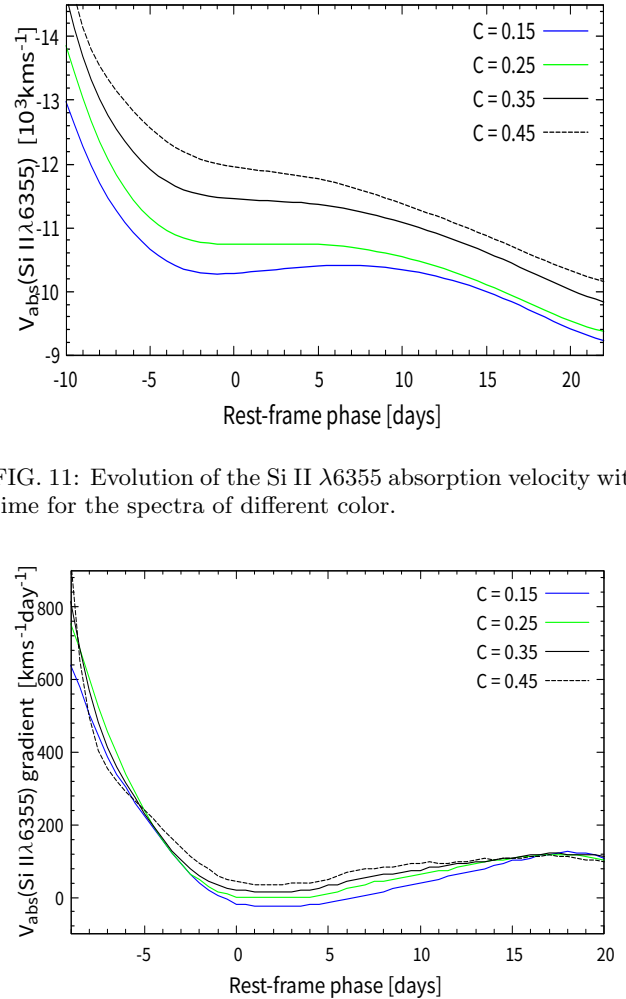 -14
-13
-12
-11
-10
-9
V_abs(Si II λ6355) [10³kms⁻¹]
C = 0.15
C = 0.25
C = 0.35
C = 0.45
-10 -5 0 5 10 15 20
Rest-frame phase [days]
FIG. 11: Evolution of the Si II λ6355 absorption velocity wit
ime for the spectra of different color.
800
600
400
200
0
V_abs(Si II λ6355) gradient [kms⁻¹day⁻¹]
C = 0.15
C = 0.25
C = 0.35
C = 0.45
-5 0 5 10 15 20
Rest-frame phase [days]